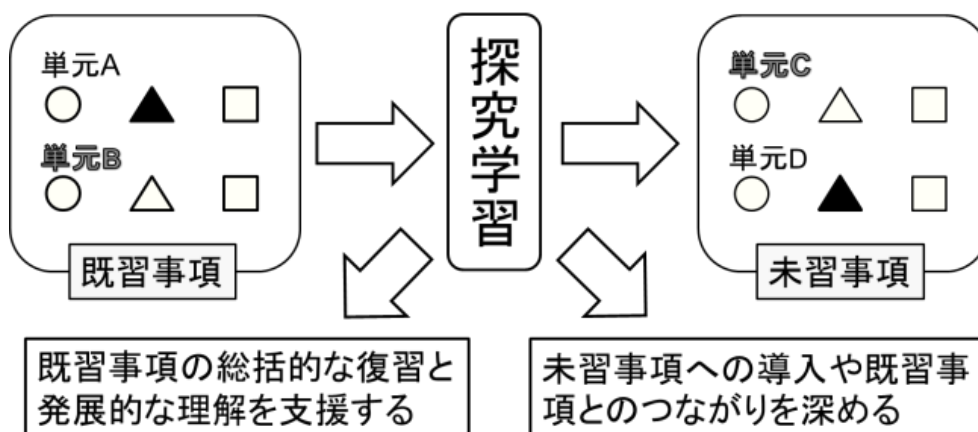 単元A
単元B
既習事項
探究学習
単元C
単元D
未習事項
既習事項の総括的な復習と
発展的な理解を支援する
未習事項への導入や既習事
項とのつながりを深める